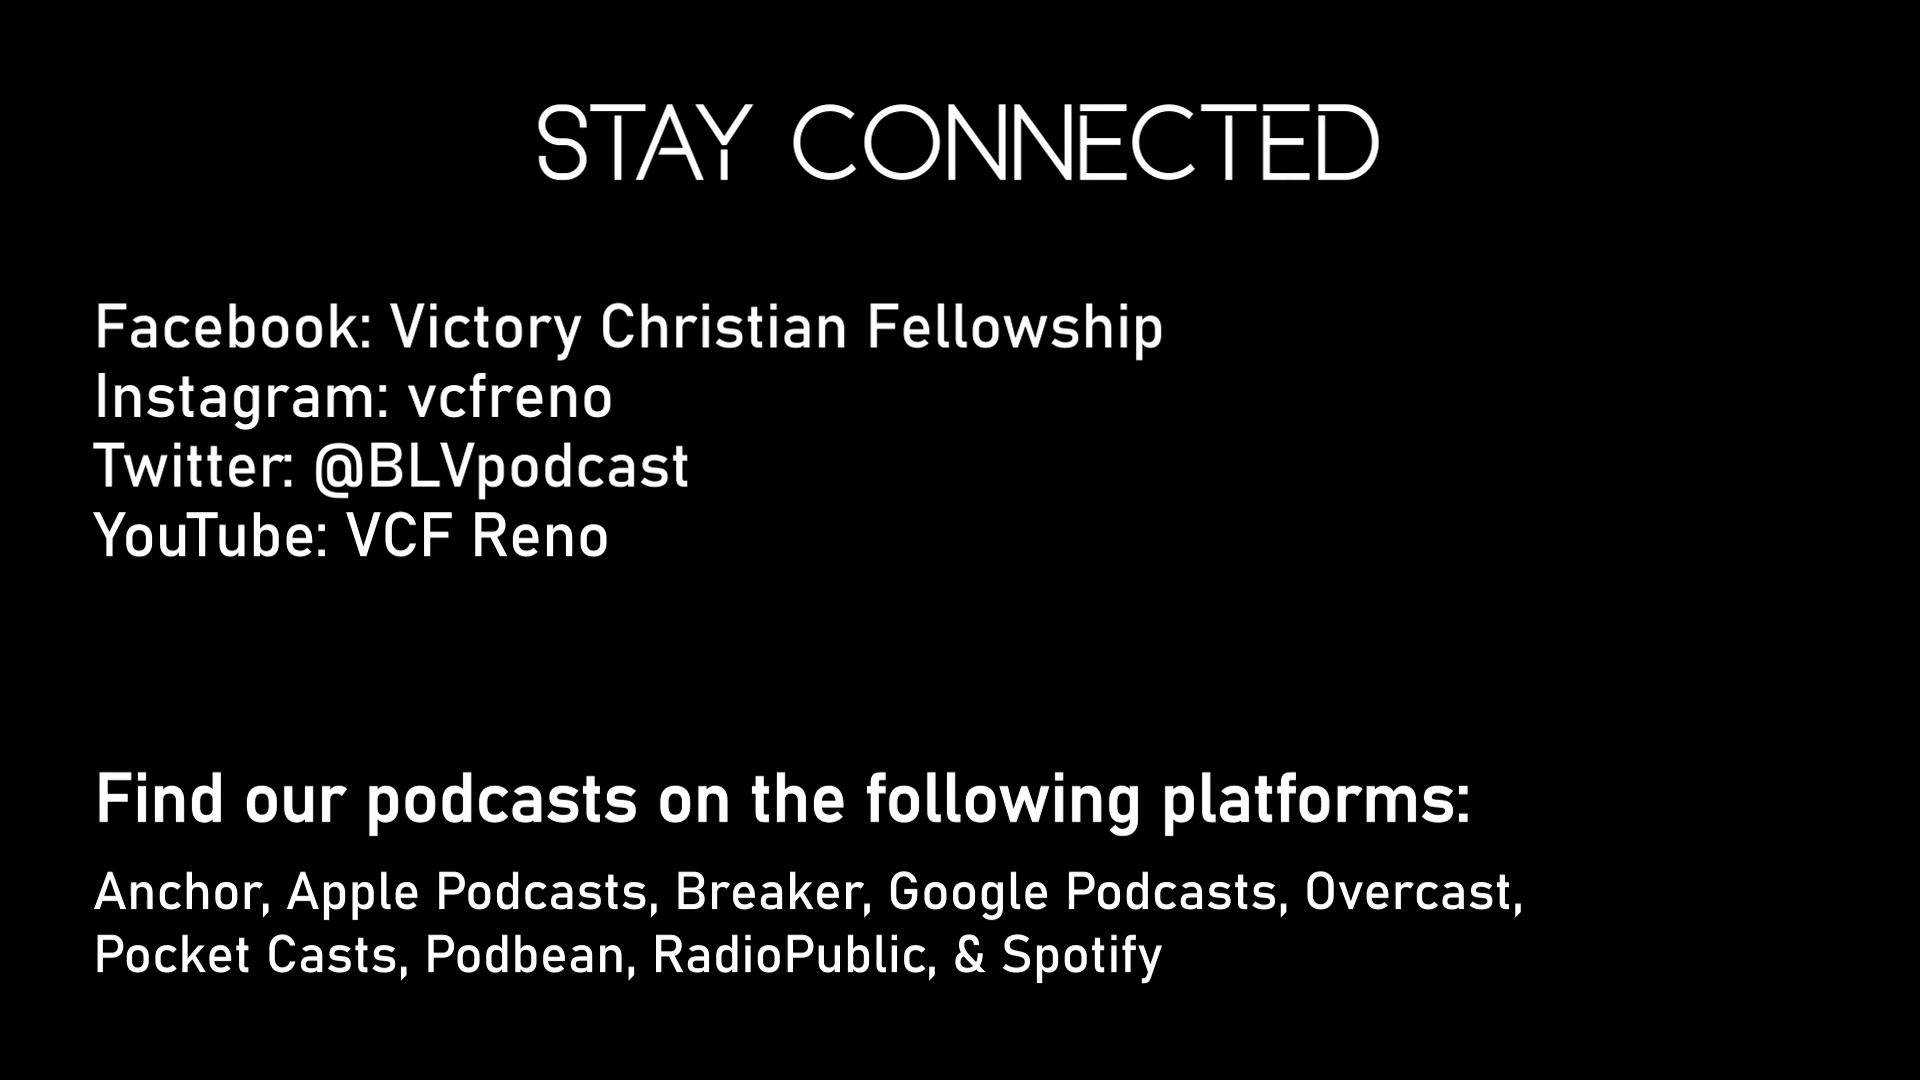 STAY CONNECTED
Facebook: Victory Christian Fellowship
Instagram: vcfreno
Twitter: @BLVpodcast
YouTube: VCF Reno
Find our podcasts on the following platforms:
Anchor, Apple Podcasts, Breaker, Google Podcasts, Overcast,
Pocket Casts, Podbean, RadioPublic, & Spotify